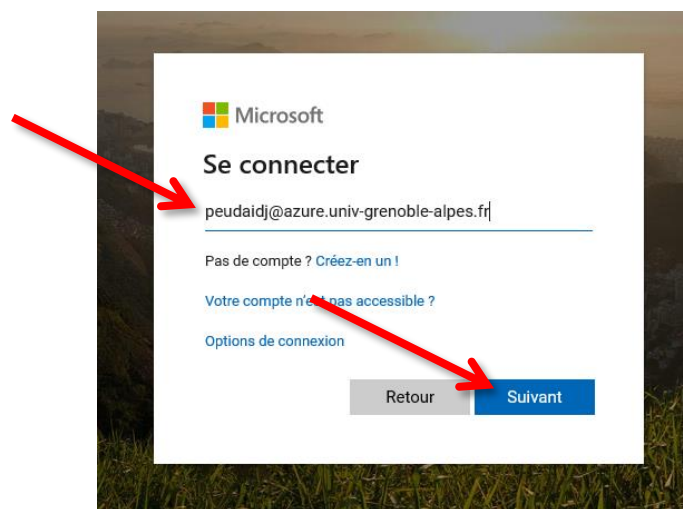 Microsoft
Se connecter
peudaidj@azure.univ-grenoble-alpes.fr
Pas de compte ? Créez-en un !
Votre compte n'est pas accessible ?
Options de connexion
Retour
Suivant